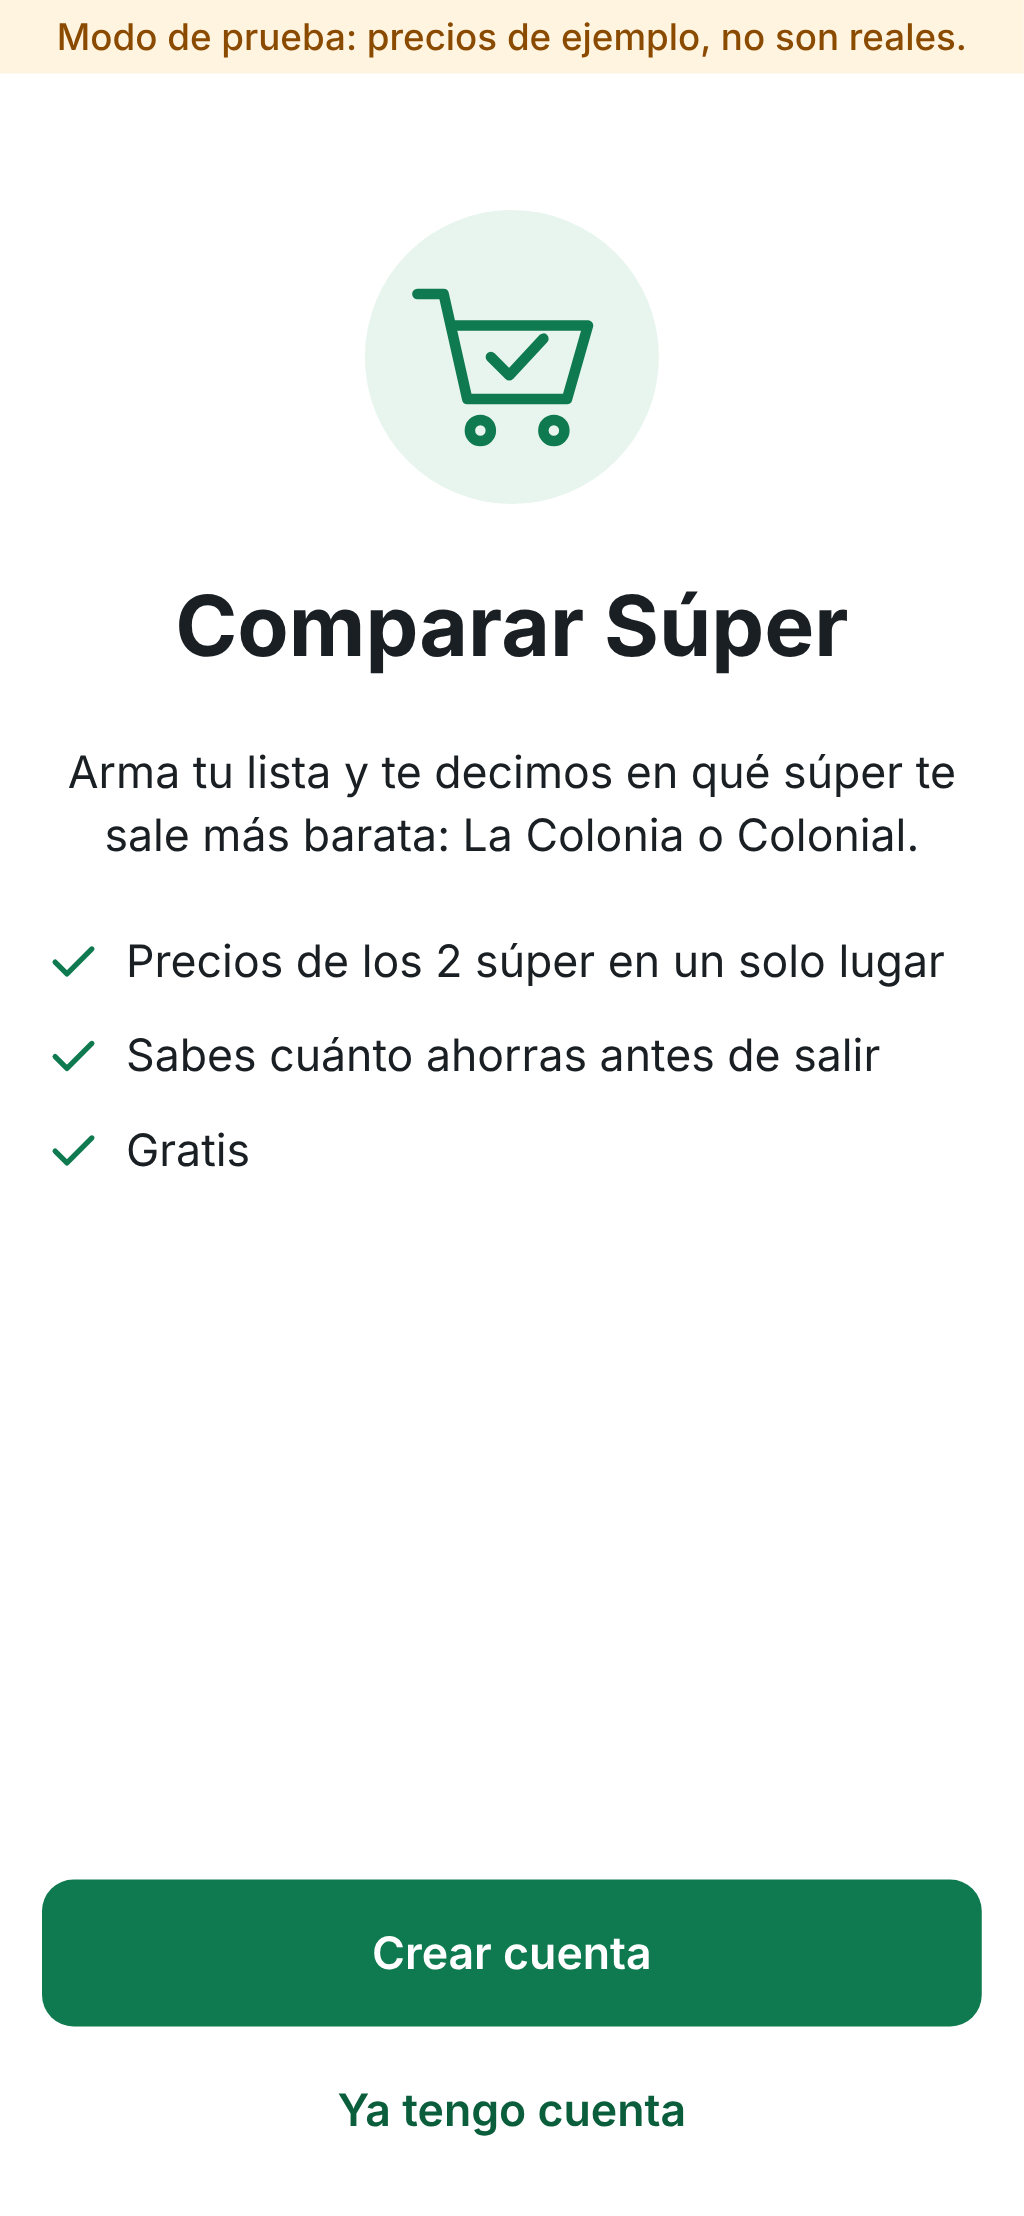 Modo de prueba: precios de ejemplo, no son reales.
Comparar Súper
Arma tu lista y te decimos en qué súper te
sale más barata: La Colonia o Colonial.
Precios de los 2 súper en un solo lugar
Sabes cuánto ahorras antes de salir
Gratis
Crear cuenta
Ya tengo cuenta